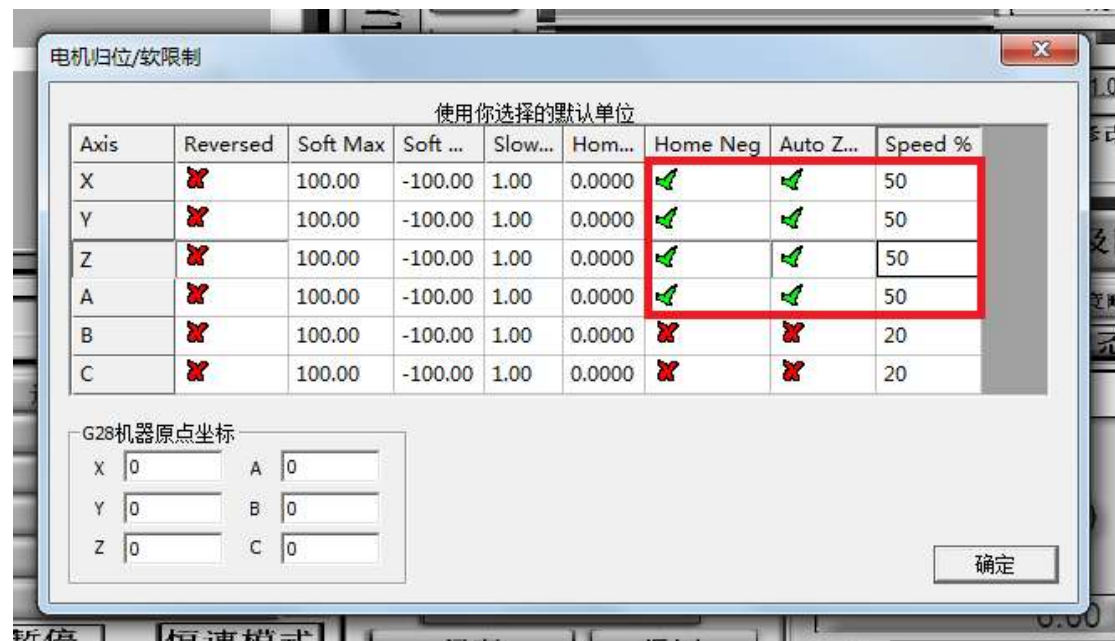 电机归位/软限制
使用你选择的默认单位
Axis Reversed Soft Max Soft ... Slow... Hom... Home Neg Auto Z... Speed %
X 100.00 -100.00 1.00 0.0000 50
Y 100.00 -100.00 1.00 0.0000 50
Z 100.00 -100.00 1.00 0.0000 50
A 100.00 -100.00 1.00 0.0000 50
B 100.00 -100.00 1.00 0.0000 20
C 100.00 -100.00 1.00 0.0000 20
G28机器原点坐标
X 0 A 0
Y 0 B 0
Z 0 C 0
确定
暂停 恒速模式 0.00